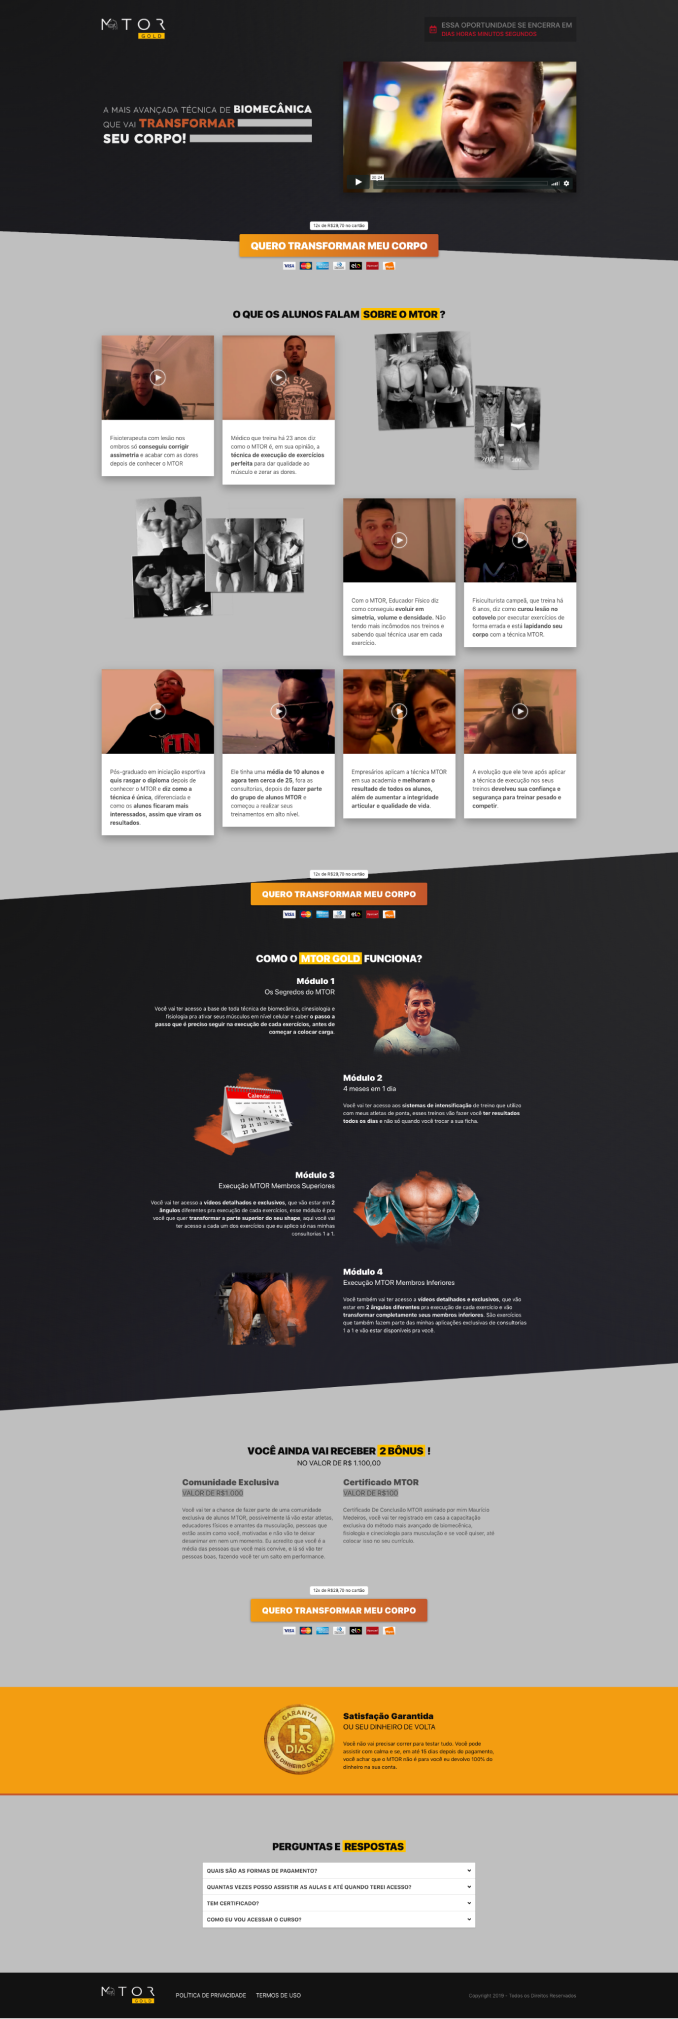 MTOR
GOLD
ESSA OPORTUNIDADE SE ENCERRA EM
DIAS HORAS MINUTOS SEGUNDOS
A MAIS AVANÇADA TÉCNICA DE BIOMECÂNICA
QUE VAI TRANSFORMAR
SEU CORPO!
12x de R$29,70 no cartão
QUERO TRANSFORMAR MEU CORPO
VISA
elo
O QUE OS ALUNOS FALAM SOBRE O MTOR ?
Fisioterapeuta com lesão nos
ombros só conseguiu corrigir
assimetria e acabar com as dores
depois de conhecer o MTOR
Médico que treina há 23 anos diz
como o MTOR é, em sua opinião, a
técnica de execução de exercícios
perfeita para dar qualidade ao
músculo e zerar as dores.
Com o MTOR, Educador Físico diz
como conseguiu evoluir em
simetria, volume e densidade. Não
tendo mais incômodos nos treinos e
sabendo qual técnica usar em cada
exercício.
Fisiculturista campeã, que treina há
6 anos, diz como curou lesão no
cotovelo por executar exercícios de
forma errada e está lapidando seu
corpo com a técnica MTOR.
FTN
Pós-graduado em iniciação esportiva
quis rasgar o diploma depois de
conhecer o MTOR e diz como a
técnica é única, diferenciada e
como os alunos ficaram mais
interessados, assim que viram os
resultados.
Ele tinha uma média de 10 alunos e
agora tem cerca de 25, fora as
consultorias, depois de fazer parte
do grupo de alunos MTOR e
começou a realizar seus
treinamentos em alto nível.
Empresários aplicam a técnica MTOR
em sua academia e melhoram o
resultado de todos os alunos,
além de aumentar a integridade
articular e qualidade de vida.
A evolução que ele teve após aplicar
a técnica de execução nos seus
treinos devolveu sua confiança e
segurança para treinar pesado e
competir.
12x de R$29,70 no cartão
QUERO TRANSFORMAR MEU CORPO
VISA
elo
COMO O MTOR GOLD FUNCIONA?
Módulo 1
Os Segredos do MTOR
Você vai ter acesso a base de toda técnica de biomecânica, cinesiologia e
fisiologia pra ativar seus músculos em nível celular e saber o passo a
passo que é preciso seguir na execução de cada exercícios, antes de
começar a colocar carga.
Calendar
Módulo 2
4 meses em 1 dia
Você vai ter acesso aos sistemas de intensificação de treino que utilizo
com meus atletas de ponta, esses treinos vão fazer você ter resultados
todos os dias e não só quando você trocar a sua ficha.
Módulo 3
Execução MTOR Membros Superiores
Você vai ter acesso a vídeos detalhados e exclusivos, que vão estar em 2
ângulos diferentes pra execução de cada exercícios, esse módulo é pra
você que quer transformar a parte superior do seu shape, aqui você vai
ter acesso a cada um dos exercícios que eu aplico só nas minhas
consultorias 1 a 1.
Módulo 4
Execução MTOR Membros Inferiores
Você também vai ter acesso a vídeos detalhados e exclusivos, que vão
estar em 2 ângulos diferentes pra execução de cada exercício e vão
transformar completamente seus membros inferiores. São exercícios
que também fazem parte das minhas aplicações exclusivas de consultorias
1 a 1 e vão estar disponíveis pra você.
VOCÊ AINDA VAI RECEBER 2 BÔNUS !
NO VALOR DE R$ 1.100,00
Comunidade Exclusiva
VALOR DE R$1.000
Você vai ter a chance de fazer parte de uma comunidade
exclusiva de alunos MTOR, possivelmente lá vão estar atletas,
educadores físicos e amantes da musculação, pessoas que
estão assim como você, motivadas e não vão te deixar
desanimar em nem um momento. Eu acredito que você é a
média das pessoas que você mais convive, e lá só vão ter
pessoas boas, fazendo você ter um salto em performance.
Certificado MTOR
VALOR DE R$100
Certificado De Conclusão MTOR assinado por mim Maurício
Medeiros, você vai ter registrado em casa a capacitação
exclusiva do método mais avançado de biomecênica,
fisiologia e cinesiologia para musculação e se você quiser, até
colocar isso no seu currículo.
12x de R$29,70 no cartão
QUERO TRANSFORMAR MEU CORPO
VISA
elo
GARANTIA
15
DIAS
SEU DINHEIRO DE VOLTA
Satisfação Garantida
OU SEU DINHEIRO DE VOLTA
Você não vai precisar correr para testar tudo. Você pode
assistir com calma e se, em até 15 dias depois do pagamento,
você achar que o MTOR não é para você eu devolvo 100% do
dinheiro na sua conta.
PERGUNTAS E RESPOSTAS
QUAIS SÃO AS FORMAS DE PAGAMENTO?
QUANTAS VEZES POSSO ASSISTIR AS AULAS E ATÉ QUANDO TEREI ACESSO?
TEM CERTIFICADO?
COMO EU VOU ACESSAR O CURSO?
MTOR
GOLD
POLÍTICA DE PRIVACIDADE
TERMOS DE USO
Copyright 2019 - Todos os Direitos Reservados